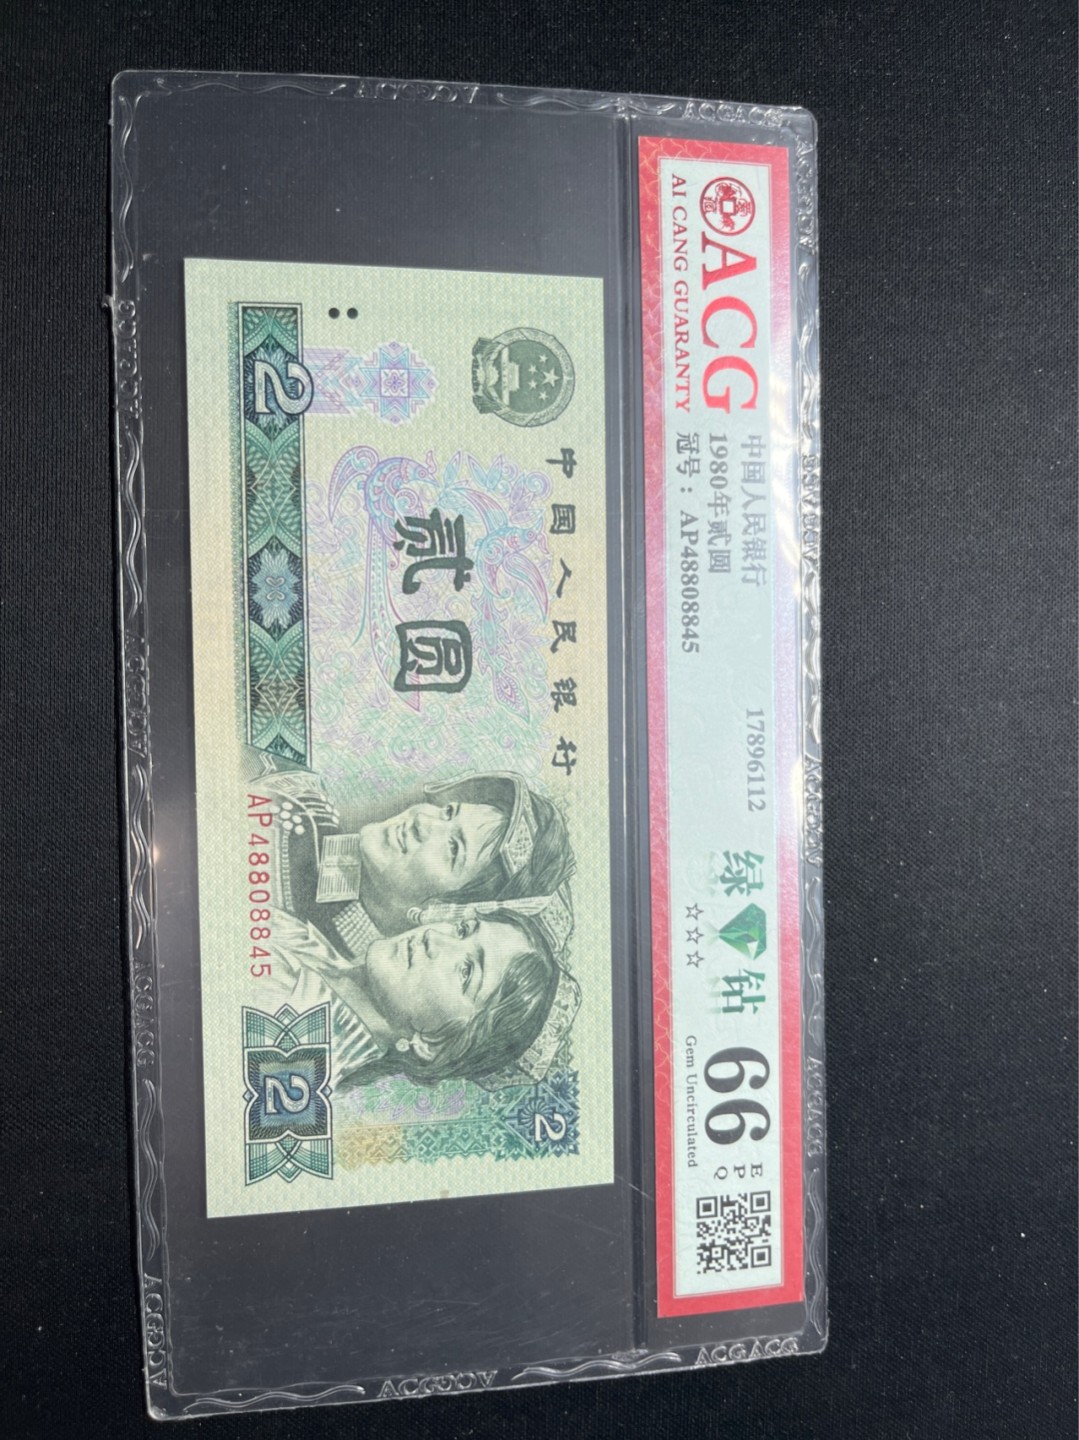 ACG
AI CANG GUARANTY
中国人民银行
1980年贰圆
冠号：AP48808845
17896112
绿钻
☆☆☆
66
EPQ
Gem Uncirculated
中国人民银行
贰圆
2
AP48808845
2
2
ACGACG
ACGACG